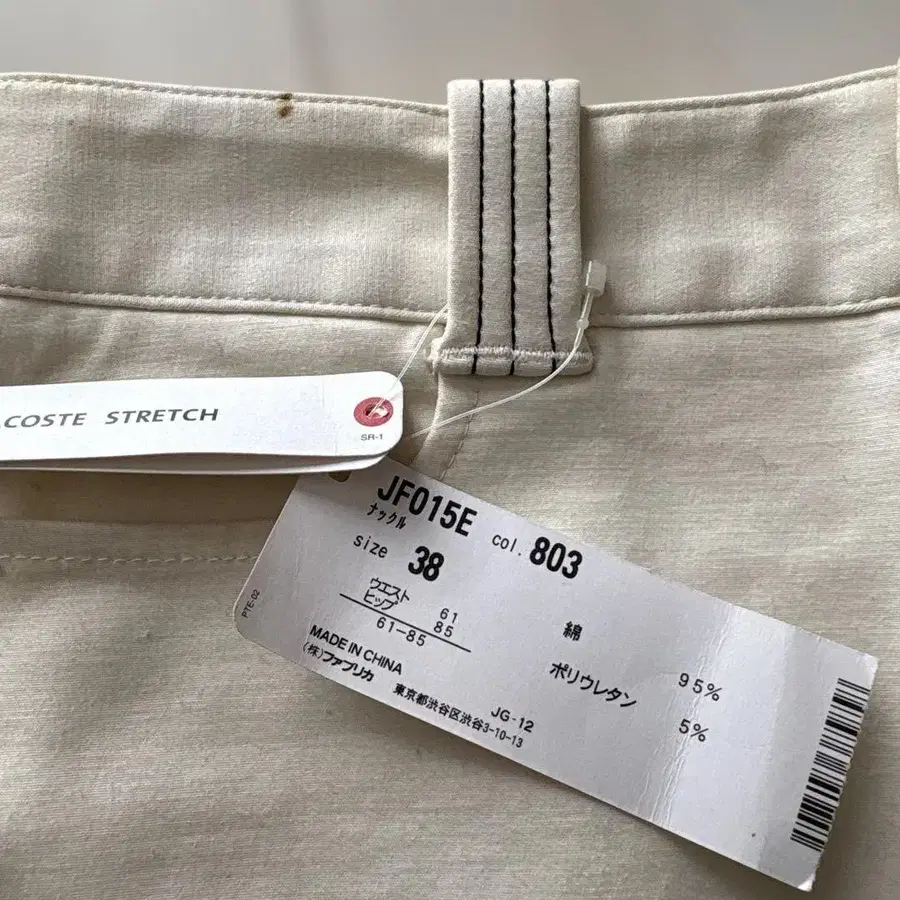 COSTE STRETCH
SR-1
JF015E col. 803
ナックル
size 38
ウエスト 61
ヒップ 85
61-85
綿 95%
ポリウレタン 5%
MADE IN CHINA
(株)ファブリカ JG-12
東京都渋谷区渋谷3-10-13
PTE-02